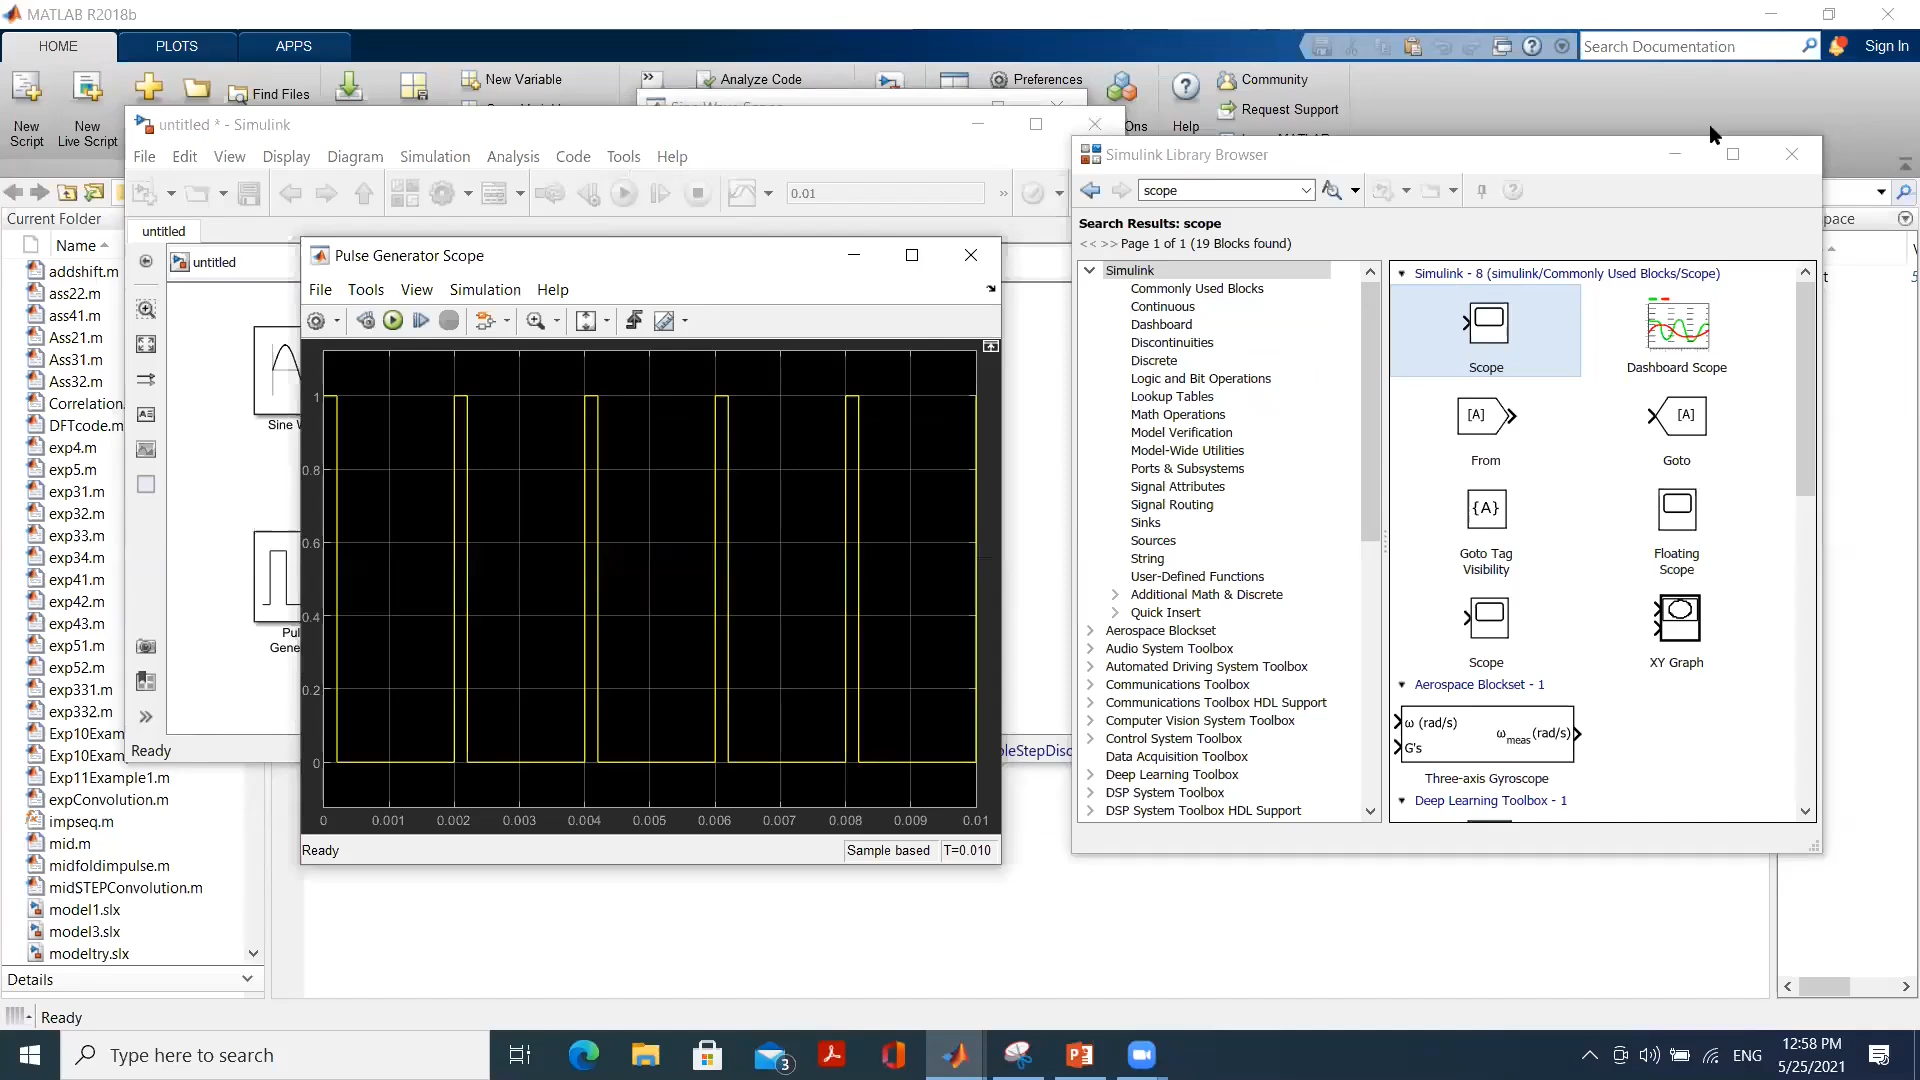 MATLAB R2018b
HOME
PLOTS
APPS
Search Documentation
Sign In
New Script
New Live Script
Find Files
New Variable
Analyze Code
Preferences
Help
Community
Request Support
untitled * - Simulink
File Edit View Display Diagram Simulation Analysis Code Tools Help
0.01
Current Folder
Name
addshift.m
ass22.m
ass41.m
Ass21.m
Ass31.m
Ass32.m
Correlation.
DFTcode.m
exp4.m
exp5.m
exp31.m
exp32.m
exp33.m
exp34.m
exp41.m
exp42.m
exp43.m
exp51.m
exp52.m
exp331.m
exp332.m
Exp10Exam
Exp10Exam
Exp11Example1.m
expConvolution.m
impseq.m
mid.m
midfoldimpulse.m
midSTEPConvolution.m
model1.slx
model3.slx
modeltry.slx
Details
Ready
untitled
untitled
Sine W
Pul
Gene
Ready
bleStepDisc
Pulse Generator Scope
File Tools View Simulation Help
1
0.8
0.6
0.4
0.2
0
0 0.001 0.002 0.003 0.004 0.005 0.006 0.007 0.008 0.009 0.01
Ready
Sample based
T=0.010
Simulink Library Browser
scope
Search Results: scope
<< >> Page 1 of 1 (19 Blocks found)
Simulink
Commonly Used Blocks
Continuous
Dashboard
Discontinuities
Discrete
Logic and Bit Operations
Lookup Tables
Math Operations
Model Verification
Model-Wide Utilities
Ports & Subsystems
Signal Attributes
Signal Routing
Sinks
Sources
String
User-Defined Functions
Additional Math & Discrete
Quick Insert
Aerospace Blockset
Audio System Toolbox
Automated Driving System Toolbox
Communications Toolbox
Communications Toolbox HDL Support
Computer Vision System Toolbox
Control System Toolbox
Data Acquisition Toolbox
Deep Learning Toolbox
DSP System Toolbox
DSP System Toolbox HDL Support
Simulink - 8 (simulink/Commonly Used Blocks/Scope)
Scope
Dashboard Scope
[A]
From
[A]
Goto
{A}
Goto Tag
Visibility
Floating
Scope
Scope
XY Graph
Aerospace Blockset - 1
ω (rad/s)
G's
ωmeas (rad/s)
Three-axis Gyroscope
Deep Learning Toolbox - 1
Type here to search
3
ENG
12:58 PM
5/25/2021